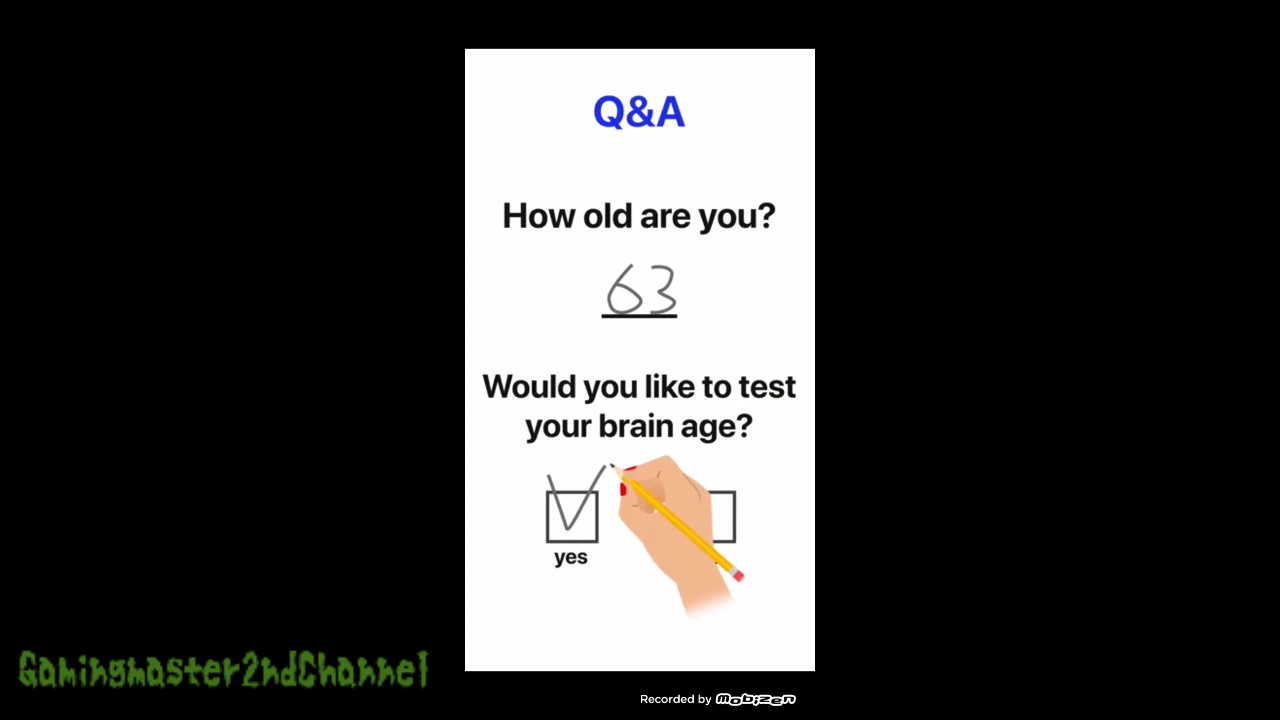 Q&A
How old are you?
63
Would you like to test
your brain age?
yes
Gamingmaster2ndChannel
Recorded by Mobizen